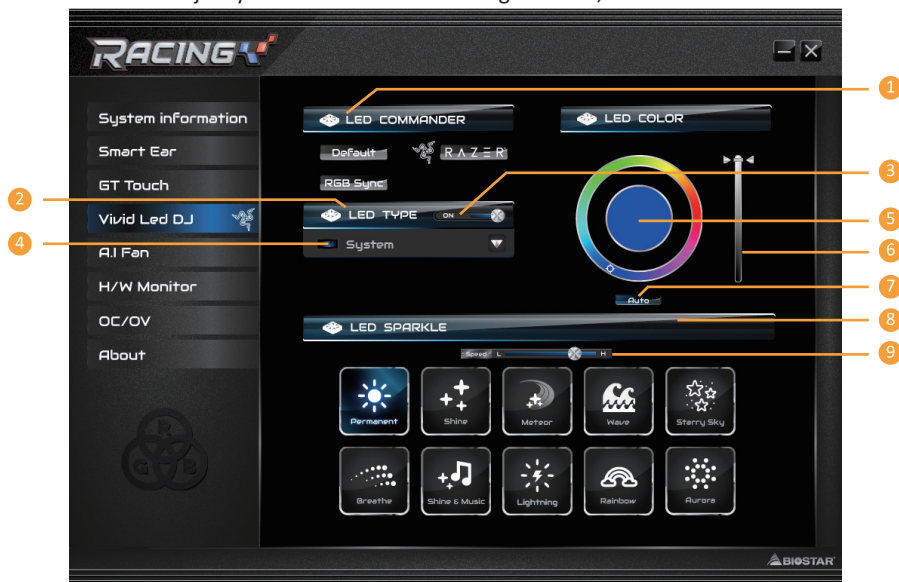 RACING
System information
Smart Ear
GT Touch
Vivid Led DJ
A.I Fan
H/W Monitor
OC/OV
About
R
G B
LED COMMANDER
Default
RAZER
RGB Sync
LED TYPE ON
System
LED COLOR
Auto
LED SPARKLE
Speed L H
Permanent
Shine
Meteor
Wave
Starry Sky
Breathe
Shine & Music
Lightning
Rainbow
Aurora
BIOSTAR
1
2
3
4
5
6
7
8
9